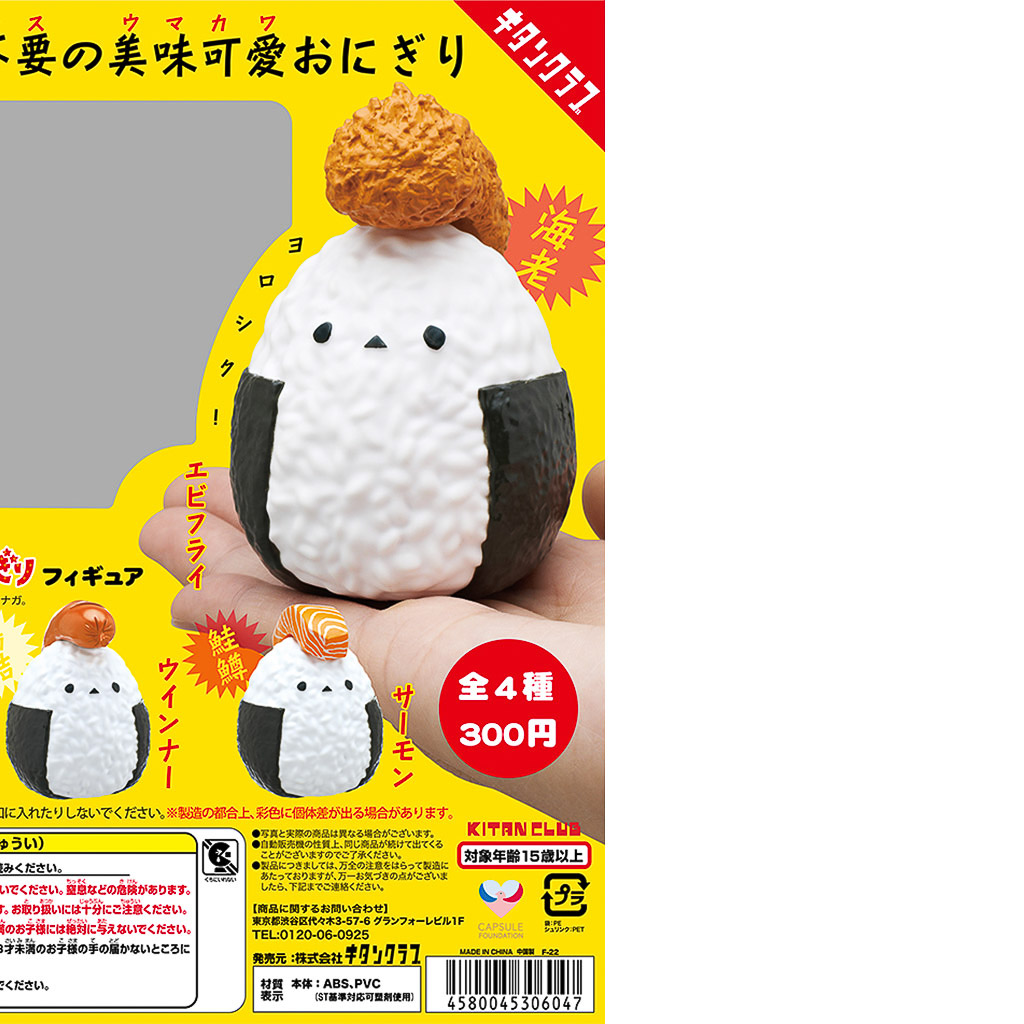 ス ウマカワ
不要の美味可愛おにぎり
キタンクラブ
海老
ヨロシク!
エビフライ
ぎり フィギュア
ナガ。
鮭鱒
ウインナー
サーモン
全4種
300円
に入れたりしないでください。※製造の都合上、彩色に個体差が出る場合があります。
ゅうい)
読みください。
いでください。窒息などの危険があります。
す。お取り扱いには十分にご注意ください。
満のお子様には絶対に与えないでください。
3才未満のお子様の手の届かないところに
でください。
くちにいれない
●写真と実際の商品は異なる場合がございます。
●自動販売機の性質上、同じ商品が続けて出てくる
ことがございますのでご了承ください。
●製品につきましては、万全の注意をはらって製造に
あたっておりますが、万一お気づきの点がございま
したら、下記までご連絡ください。
【商品に関するお問い合わせ】
東京都渋谷区代々木3-57-6 グランフォーレビル1F
TEL:0120-06-0925
発売元:株式会社キタンクラブ
材質表示 本体:ABS、PVC
(ST基準対応可塑剤使用)
KITAN CLUB
対象年齢15歳以上
CAPSULE
FOUNDATION
プラ
袋:PE
シュリンク:PET
MADE IN CHINA 中国製 F-22
4580045306047